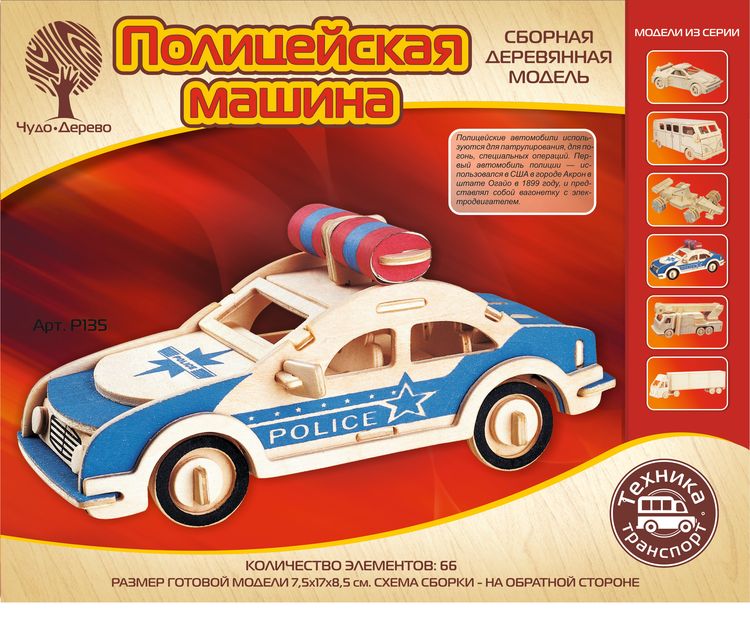 Чудо•Дерево
Полицейская
машина
СБОРНАЯ
ДЕРЕВЯННАЯ
МОДЕЛЬ
МОДЕЛИ ИЗ СЕРИИ
Полицейские автомобили исполь-
зуются для патрулирования, для по-
гонь, специальных операций. Пер-
вый автомобиль полиции — ис-
пользовался в США в городе Акрон в
штате Огайо в 1899 году, и пред-
ставлял собой вагонетку с элек-
тродвигателем.
Арт. P135
POLICE
POLICE
Техника
транспорт
КОЛИЧЕСТВО ЭЛЕМЕНТОВ: 66
РАЗМЕР ГОТОВОЙ МОДЕЛИ 7,5x17x8,5 см. СХЕМА СБОРКИ - НА ОБРАТНОЙ СТОРОНЕ